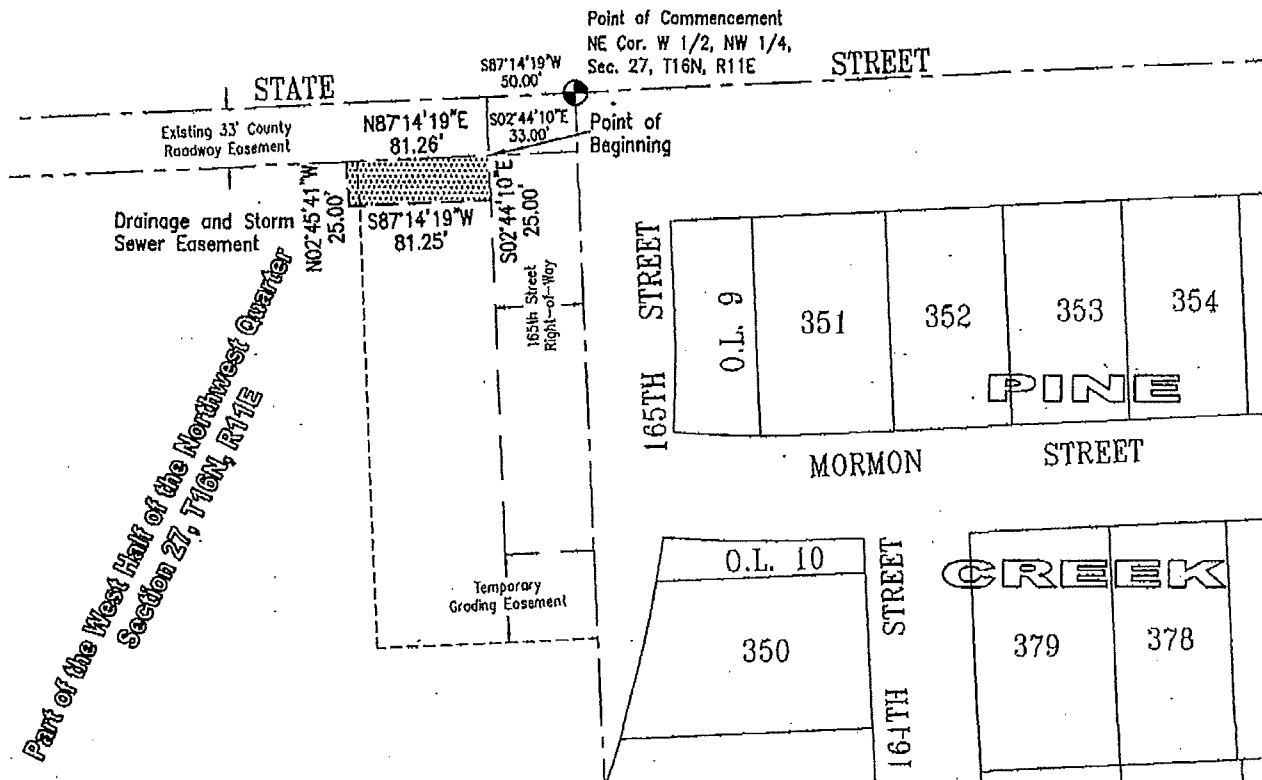 Point of Commencement
NE Cor. W 1/2, NW 1/4,
Sec. 27, T16N, R11E
S87°14'19"W
50.00'
STATE
STREET
Existing 33' County
Roadway Easement
N87°14'19"E
81.26'
S02°44'10"E
33.00'
Point of
Beginning
Drainage and Storm
Sewer Easement
N02°45'41"W
25.00'
S87°14'19"W
81.25'
S02°44'10"E
25.00'
165th Street
Right-of-Way
Part of the West Half of the Northwest Quarter
Section 27, T16N, R11E
165TH STREET
O.L. 9
351
352
353
354
PINE
MORMON STREET
Temporary
Grading Easement
O.L. 10
350
164TH STREET
CREEK
379
378